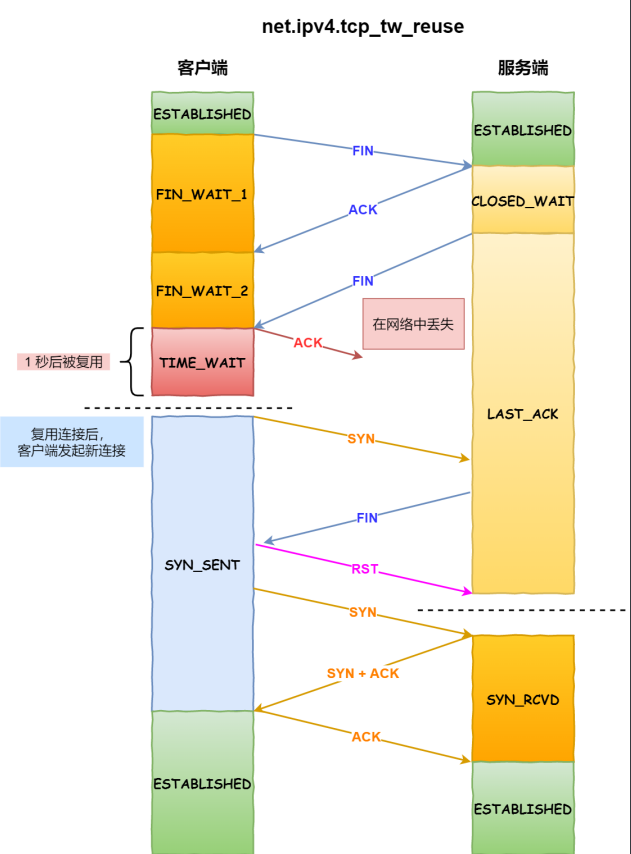 net.ipv4.tcp_tw_reuse
客户端
服务端
ESTABLISHED
ESTABLISHED
FIN
FIN_WAIT_1
CLOSED_WAIT
ACK
FIN
FIN_WAIT_2
在网络中丢失
ACK
1 秒后被复用
TIME_WAIT
LAST_ACK
复用连接后，
客户端发起新连接
SYN
FIN
SYN_SENT
RST
SYN
SYN + ACK
SYN_RCVD
ACK
ESTABLISHED
ESTABLISHED